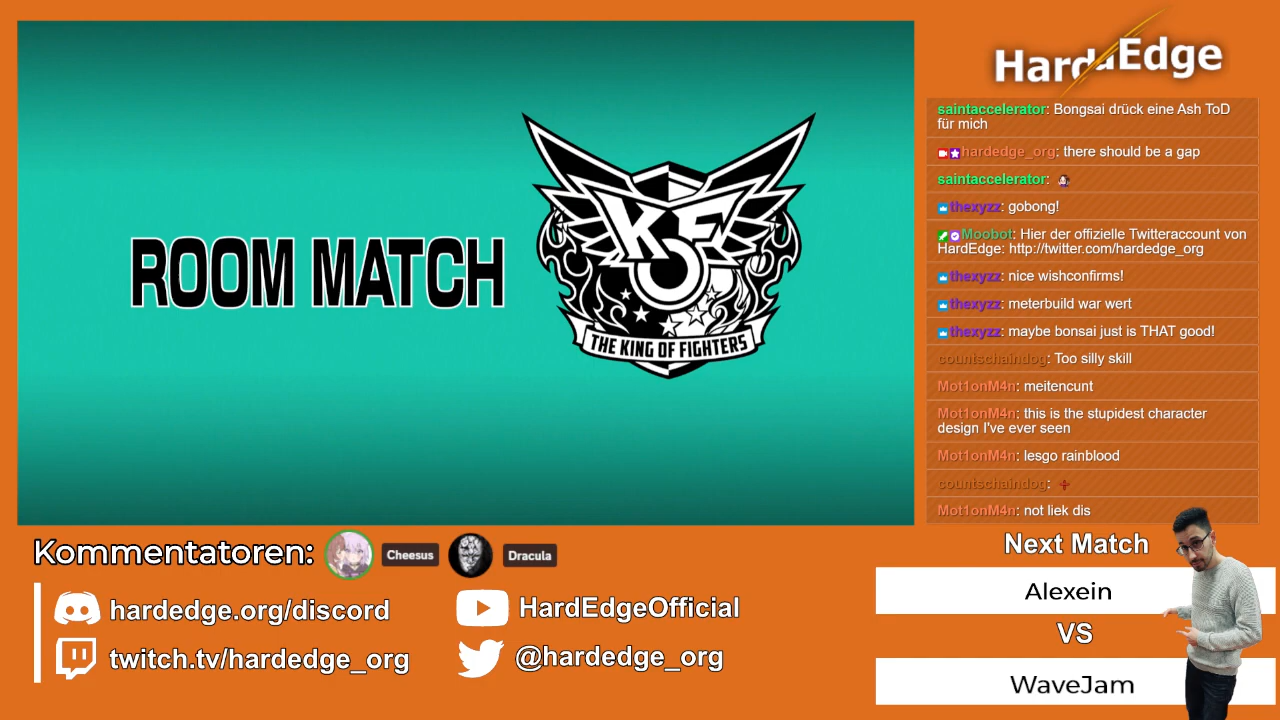 ROOM MATCH
KOF
THE KING OF FIGHTERS
HardEdge
saintaccelerator: Bongsai drück eine Ash ToD
für mich
hardedge_org: there should be a gap
saintaccelerator:
thexyzz: gobong!
Moobot: Hier der offizielle Twitteraccount von
HardEdge: http://twitter.com/hardedge_org
thexyzz: nice wishconfirms!
thexyzz: meterbuild war wert
thexyzz: maybe bonsai just is THAT good!
countschaindog: Too silly skill
Mot1onM4n: meitencunt
Mot1onM4n: this is the stupidest character
design I've ever seen
Mot1onM4n: lesgo rainblood
countschaindog:
Mot1onM4n: not liek dis
Kommentatoren: Cheesus Dracula
hardedge.org/discord
HardEdgeOfficial
twitch.tv/hardedge_org
@hardedge_org
Next Match
Alexein
VS
WaveJam